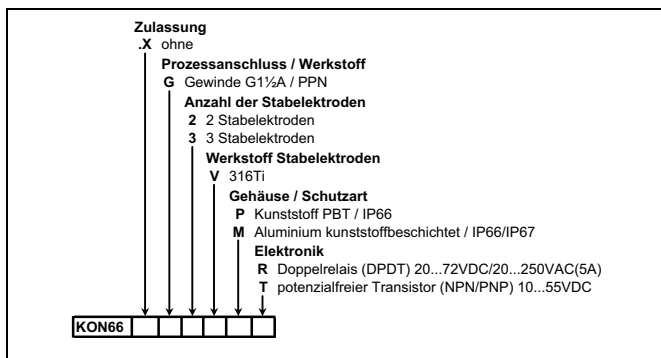 Zulassung
.X ohne
Prozessanschluss / Werkstoff
G Gewinde G1½A / PPN
Anzahl der Stabelektroden
2 2 Stabelektroden
3 3 Stabelektroden
Werkstoff Stabelektroden
V 316Ti
Gehäuse / Schutzart
P Kunststoff PBT / IP66
M Aluminium kunststoffbeschichtet / IP66/IP67
Elektronik
R Doppelrelais (DPDT) 20...72VDC/20...250VAC(5A)
T potenzialfreier Transistor (NPN/PNP) 10...55VDC
KON66